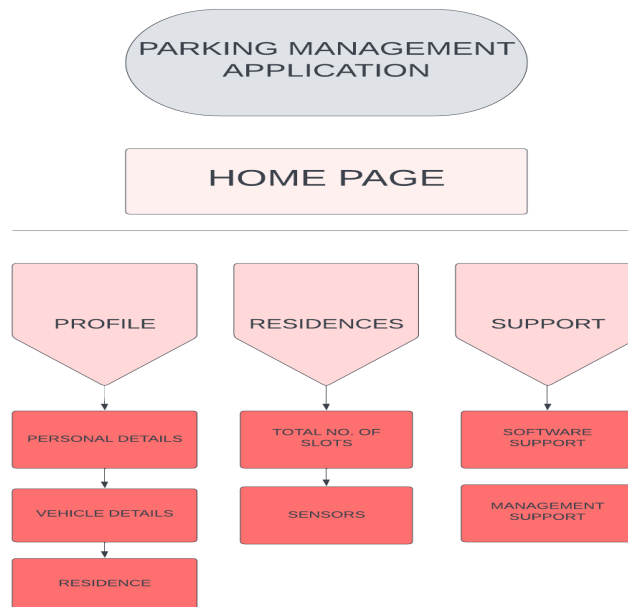 PARKING MANAGEMENT
APPLICATION
HOME PAGE
PROFILE
RESIDENCES
SUPPORT
PERSONAL DETAILS
TOTAL NO. OF
SLOTS
SOFTWARE
SUPPORT
VEHICLE DETAILS
SENSORS
MANAGEMENT
SUPPORT
RESIDENCE